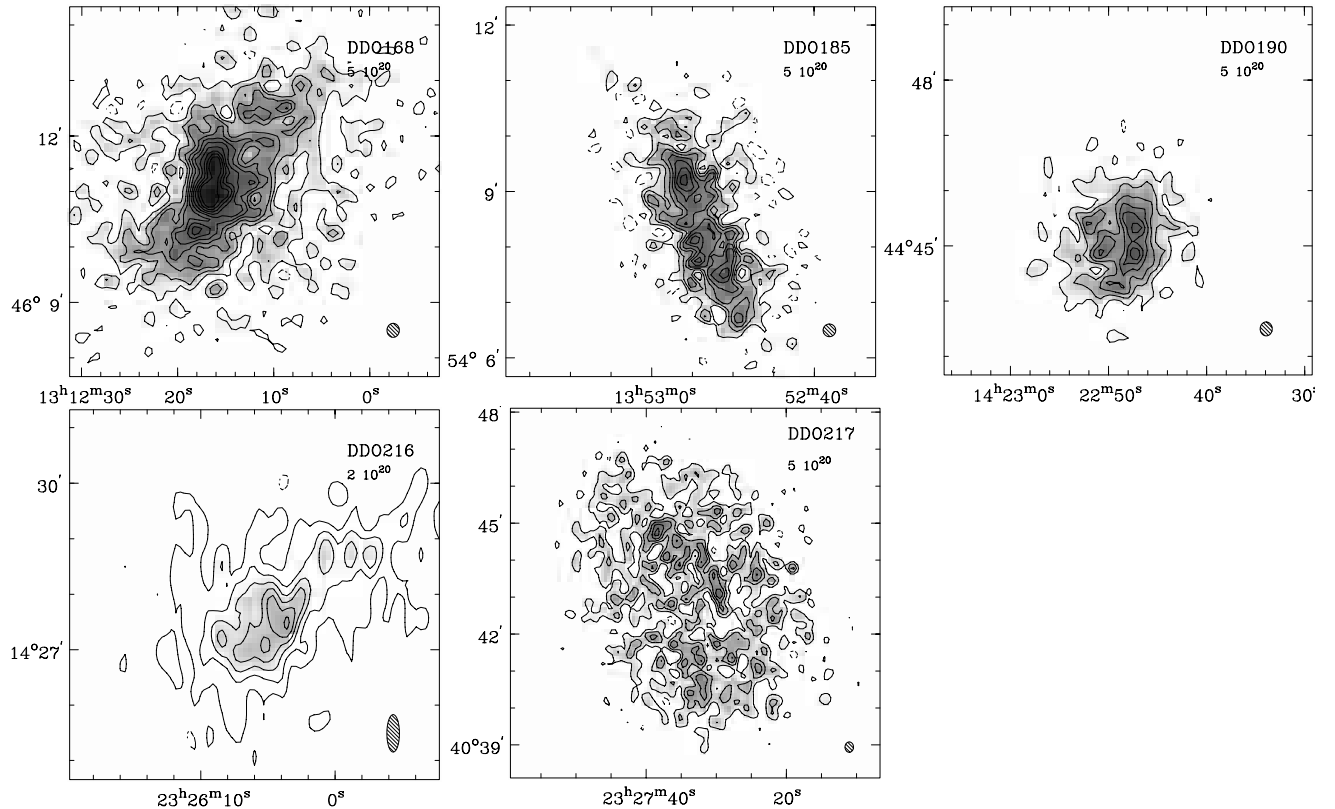 DDO168
5 10²⁰
12′
46° 9′
13ʰ12ᵐ30ˢ 20ˢ 10ˢ 0ˢ
DDO185
5 10²⁰
12′
9′
54° 6′
13ʰ53ᵐ0ˢ 52ᵐ40ˢ
DDO190
5 10²⁰
48′
44°45′
14ʰ23ᵐ0ˢ 22ᵐ50ˢ 40ˢ 30ˢ
DDO216
2 10²⁰
30′
14°27′
23ʰ26ᵐ10ˢ 0ˢ
DDO217
5 10²⁰
48′
45′
42′
40°39′
23ʰ27ᵐ40ˢ 20ˢ